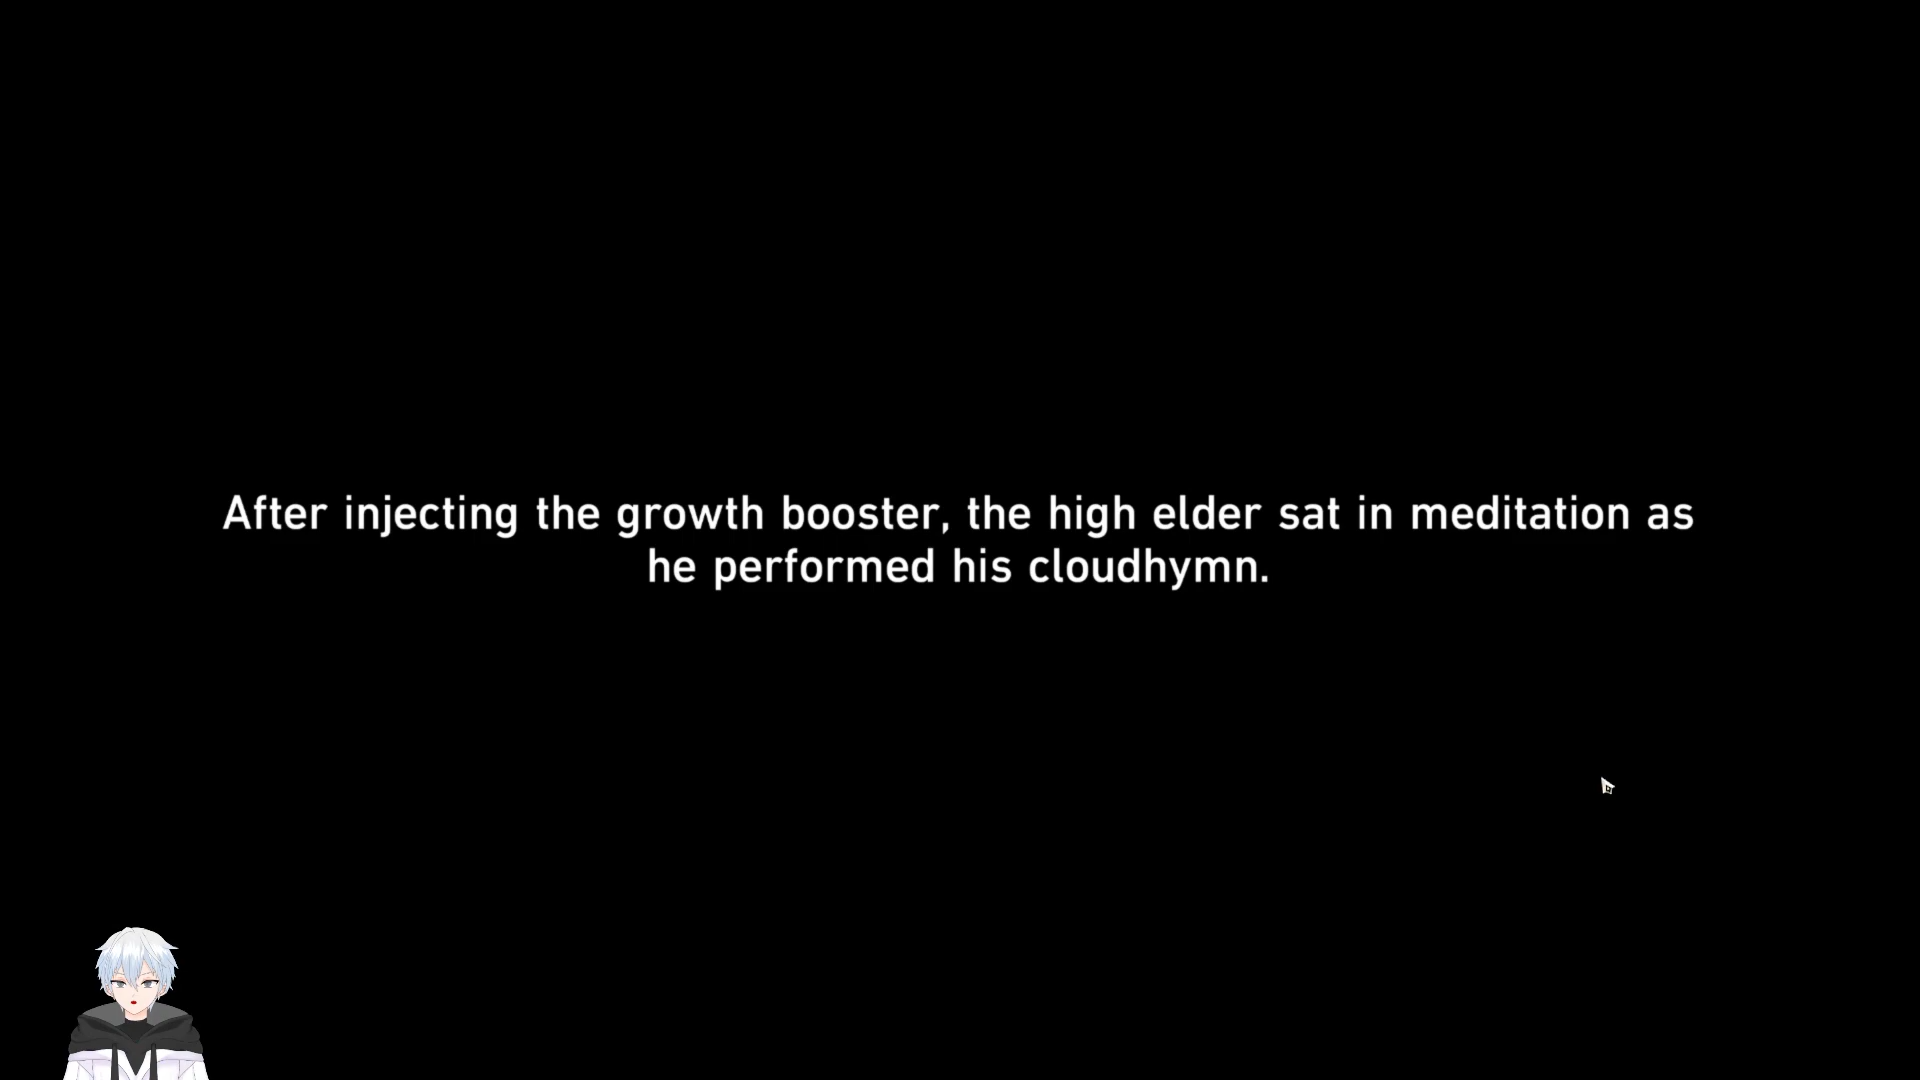 After injecting the growth booster, the high elder sat in meditation as
he performed his cloudhymn.